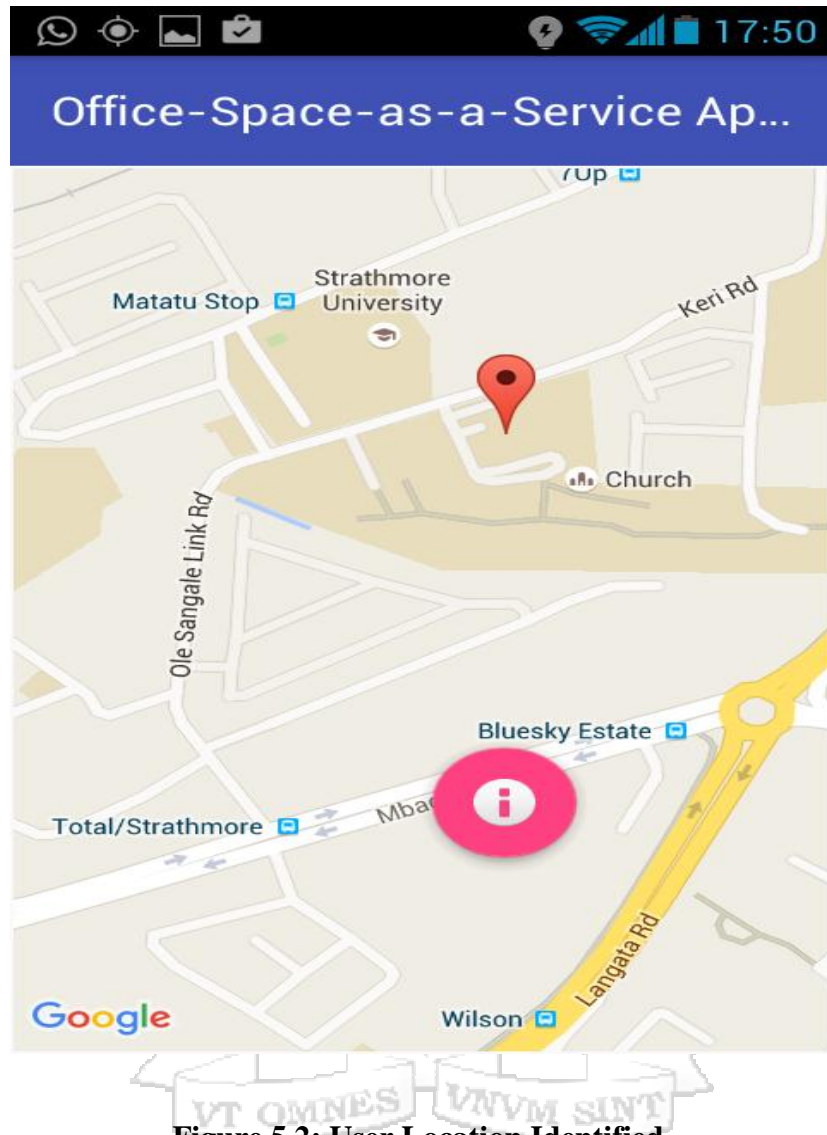 17:50
Office-Space-as-a-Service Ap...
7Up
Strathmore
University
Matatu Stop
Keri Rd
Church
Ole Sangale Link Rd
Bluesky Estate
Total/Strathmore
Langata Rd
Google
Wilson
VT OMNES VNVM SINT
Figure 5.2: User Location Identified